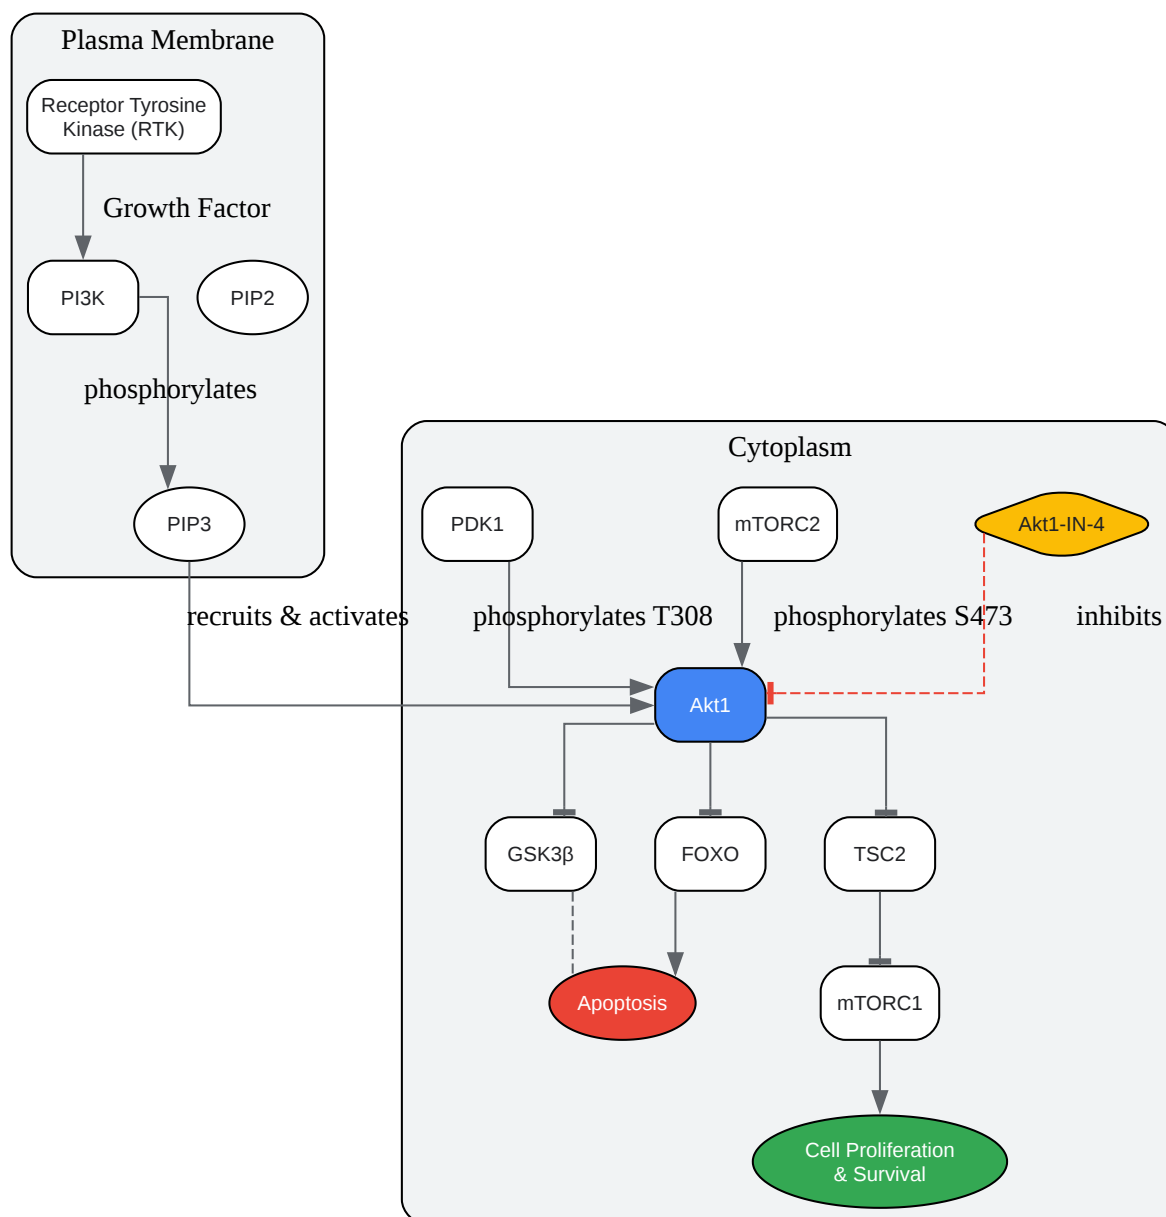 Plasma Membrane
Receptor Tyrosine
Kinase (RTK)
Growth Factor
PI3K
PIP2
phosphorylates
PIP3
Cytoplasm
PDK1
mTORC2
Akt1-IN-4
recruits & activates
phosphorylates T308
phosphorylates S473
inhibits
Akt1
GSK3β
FOXO
TSC2
Apoptosis
mTORC1
Cell Proliferation
& Survival